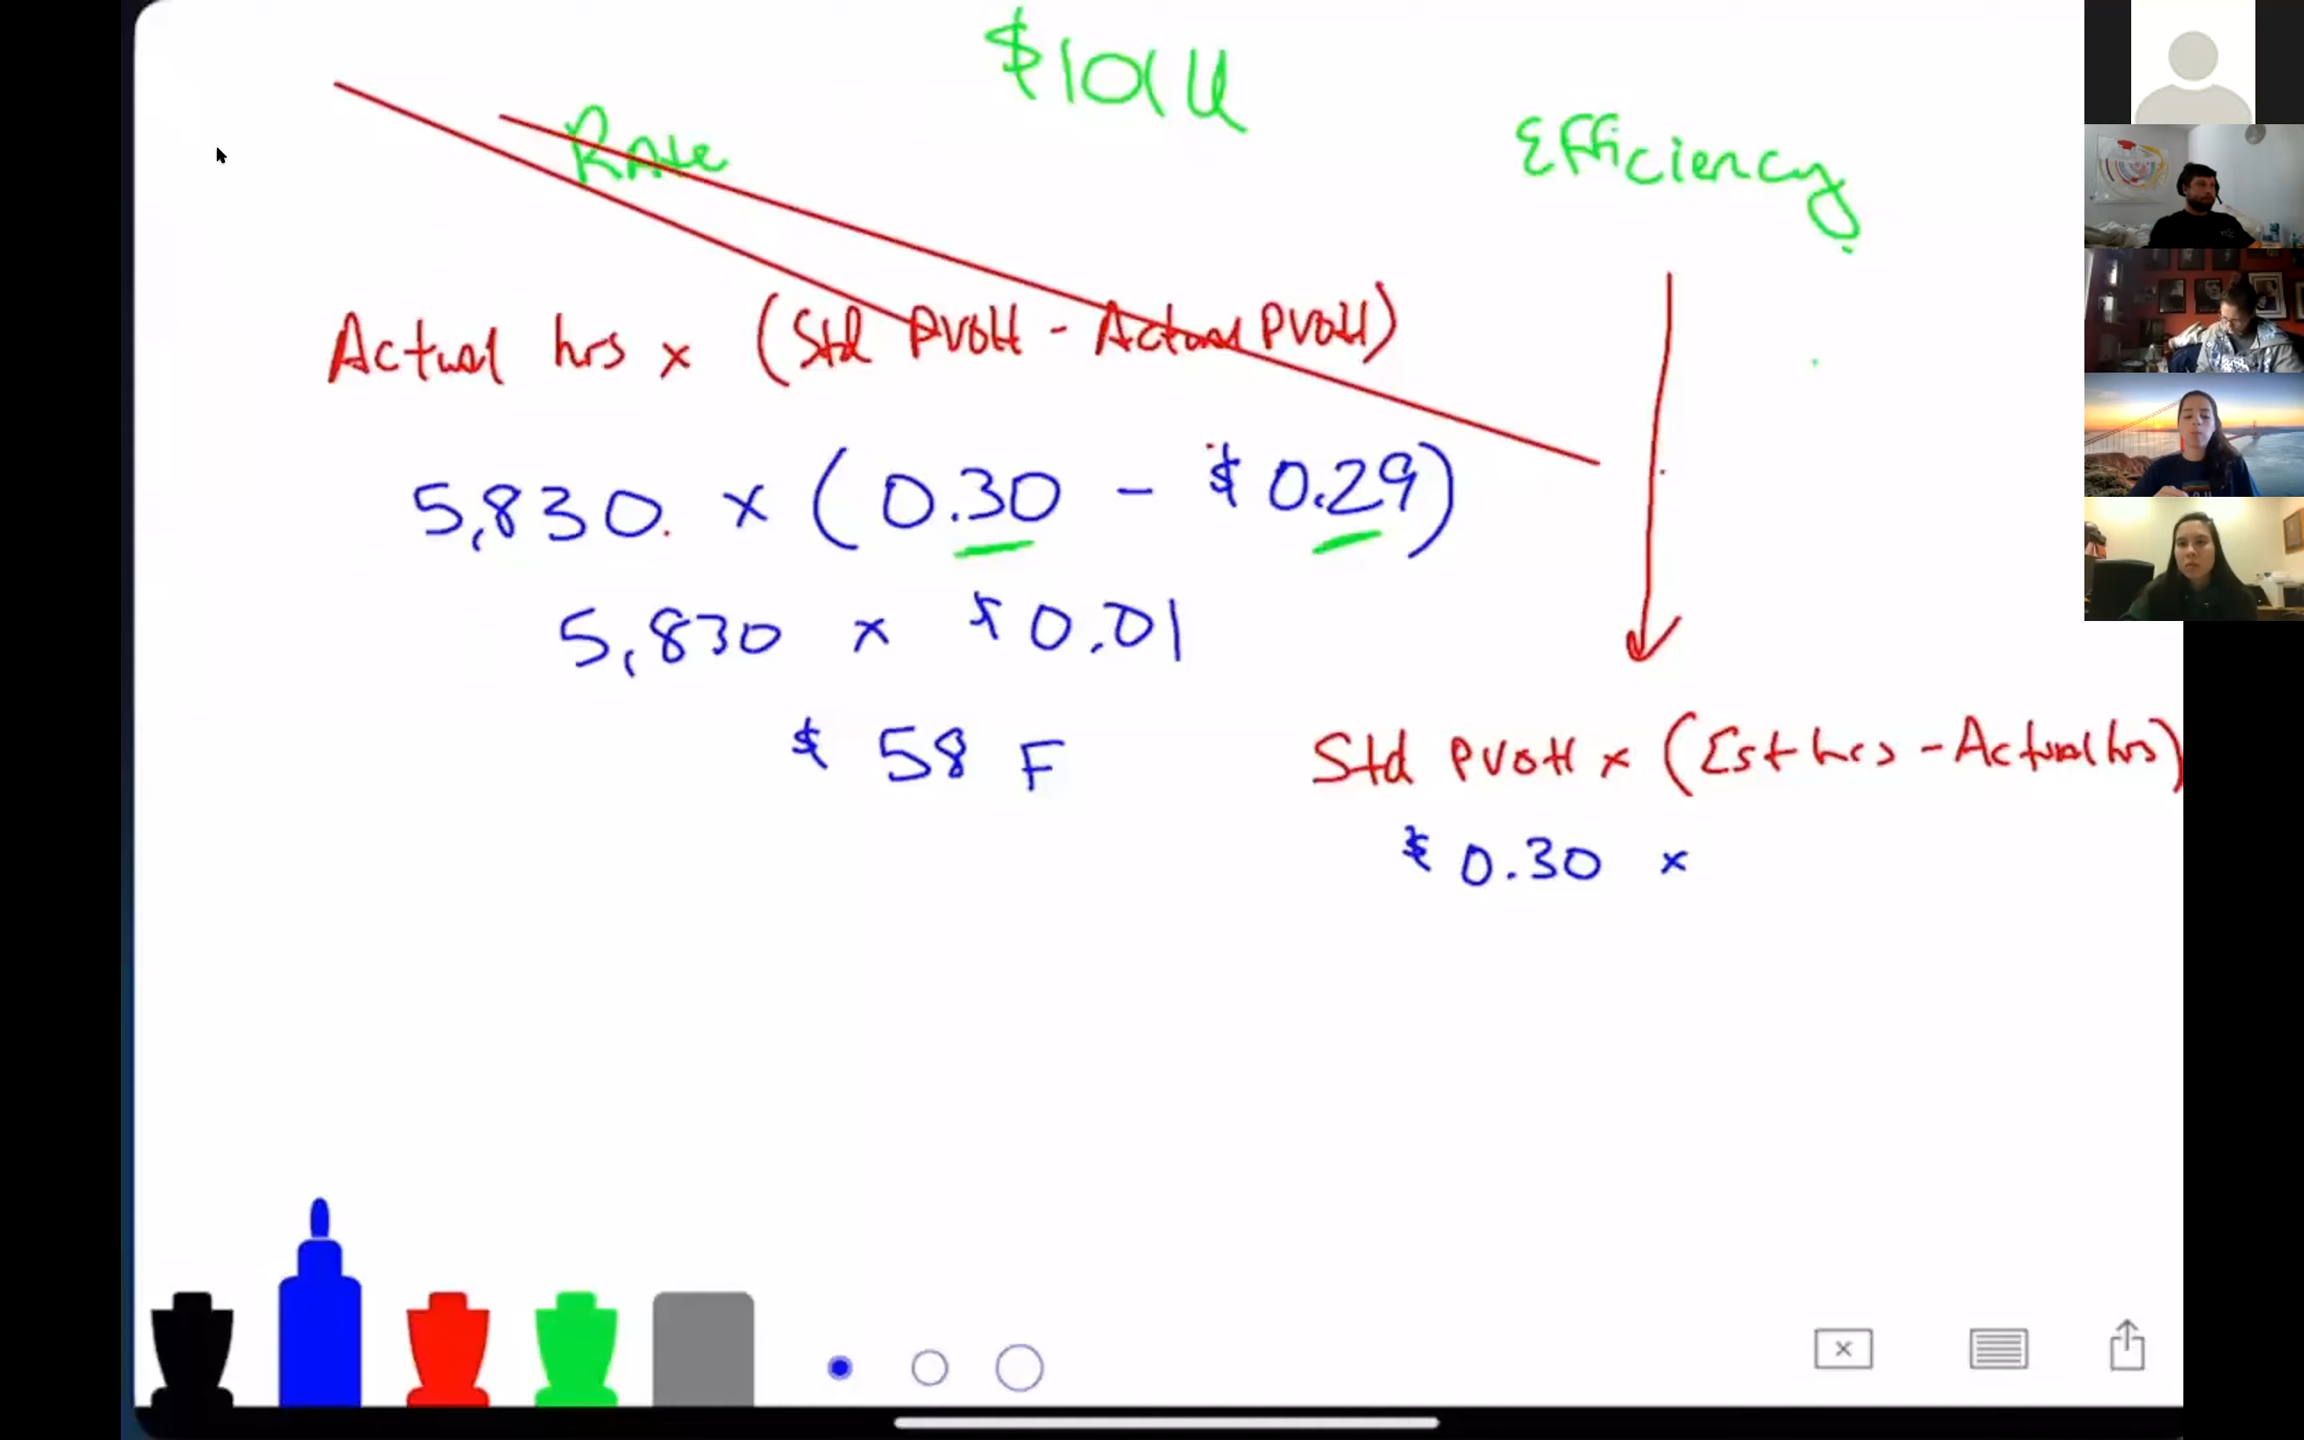 $101 U
Rate
Efficiency
Actual hrs x (Std PVOH - Actual PVOH)
5,830 x (0.30 - $0.29)
5,830 x $0.01
$ 58 F
Std PVOH x (Est hrs - Actual hrs)
$ 0.30 x